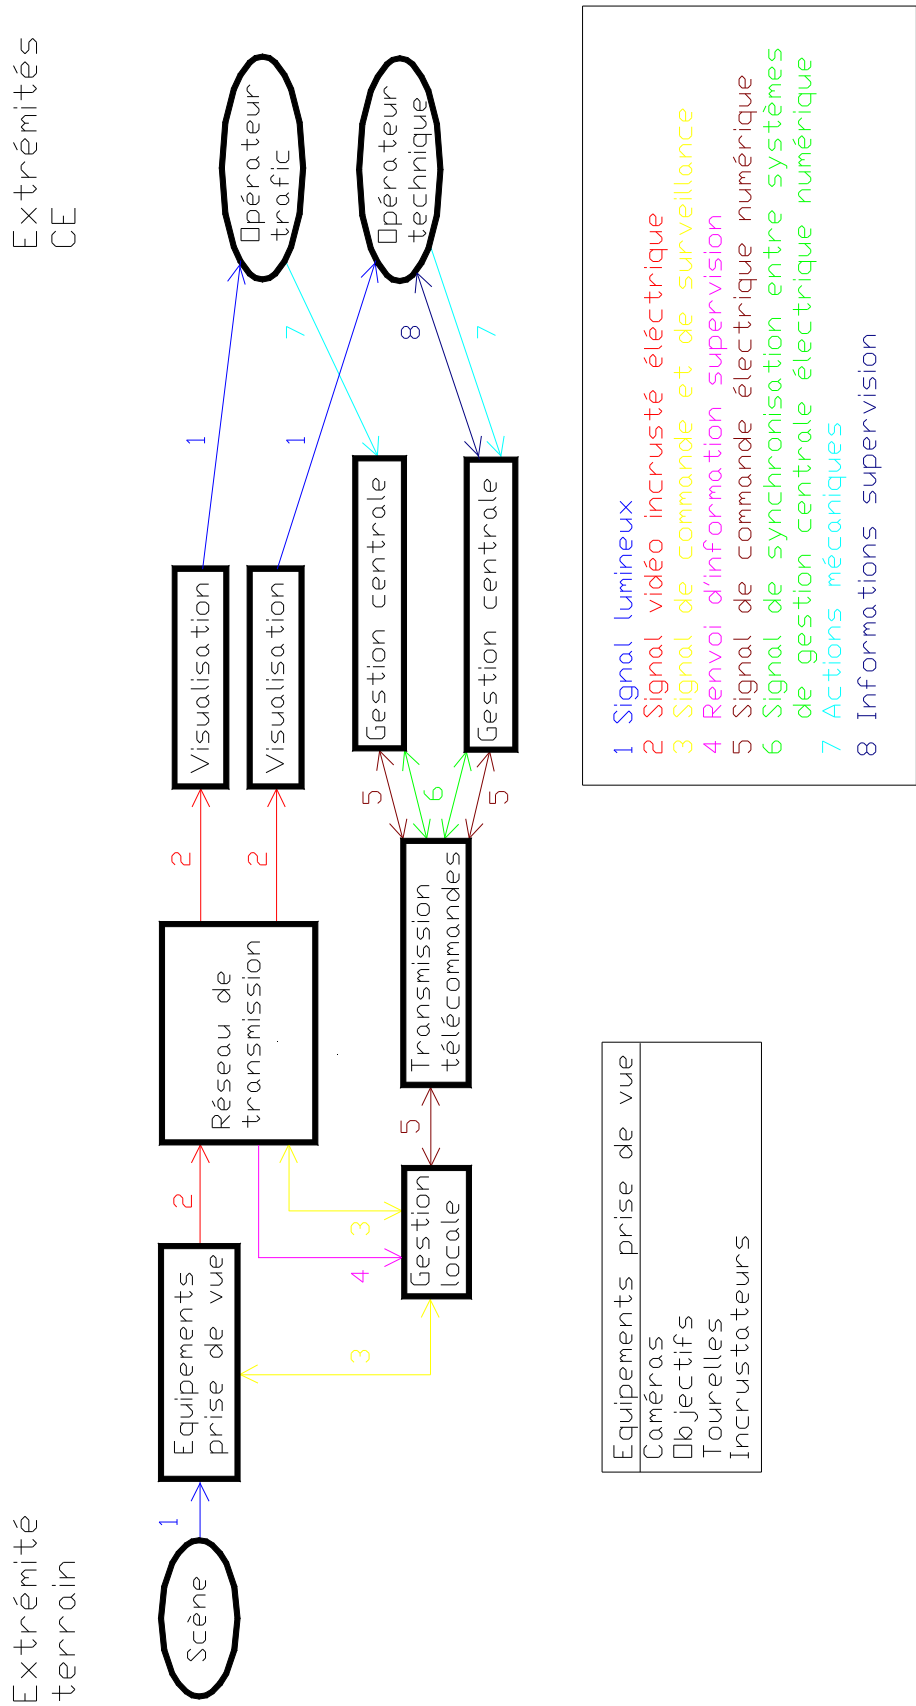 Extrémité
terrain
Extrémités
CE
Scène
1
Equipements
prise de vue
2
Réseau de
transmission
2
Visualisation
1
Opérateur
trafic
2
Visualisation
1
Opérateur
technique
3
4
3
Gestion
locale
5
Transmission
télécommandes
5
6
5
Gestion centrale
7
Gestion centrale
8
7
Equipements prise de vue
Caméras
Objectifs
Tourelles
Incrustateurs
1 Signal lumineux
2 Signal vidéo incrusté éléctrique
3 Signal de commande et de surveillance
4 Renvoi d'information supervision
5 Signal de commande électrique numérique
6 Signal de synchronisation entre systèmes
de gestion centrale électrique numérique
7 Actions mécaniques
8 Informations supervision